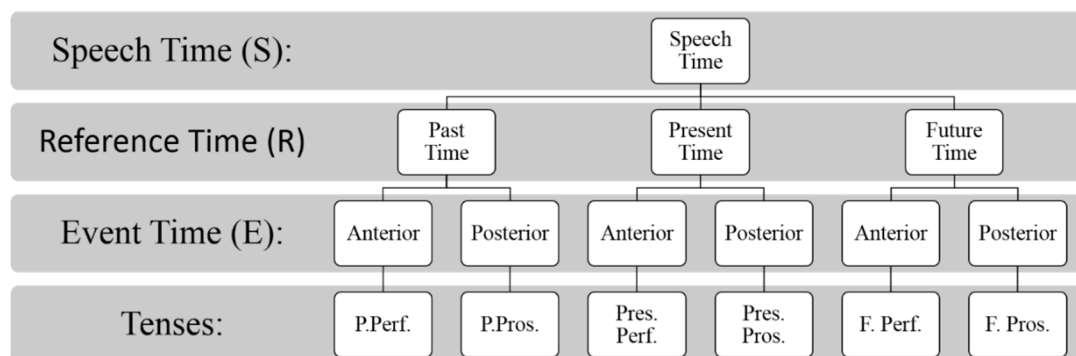 Speech Time (S):
Speech
Time
Reference Time (R)
Past
Time
Present
Time
Future
Time
Event Time (E):
Anterior
Posterior
Anterior
Posterior
Anterior
Posterior
Tenses:
P.Perf.
P.Pros.
Pres.
Perf.
Pres.
Pros.
F. Perf.
F. Pros.